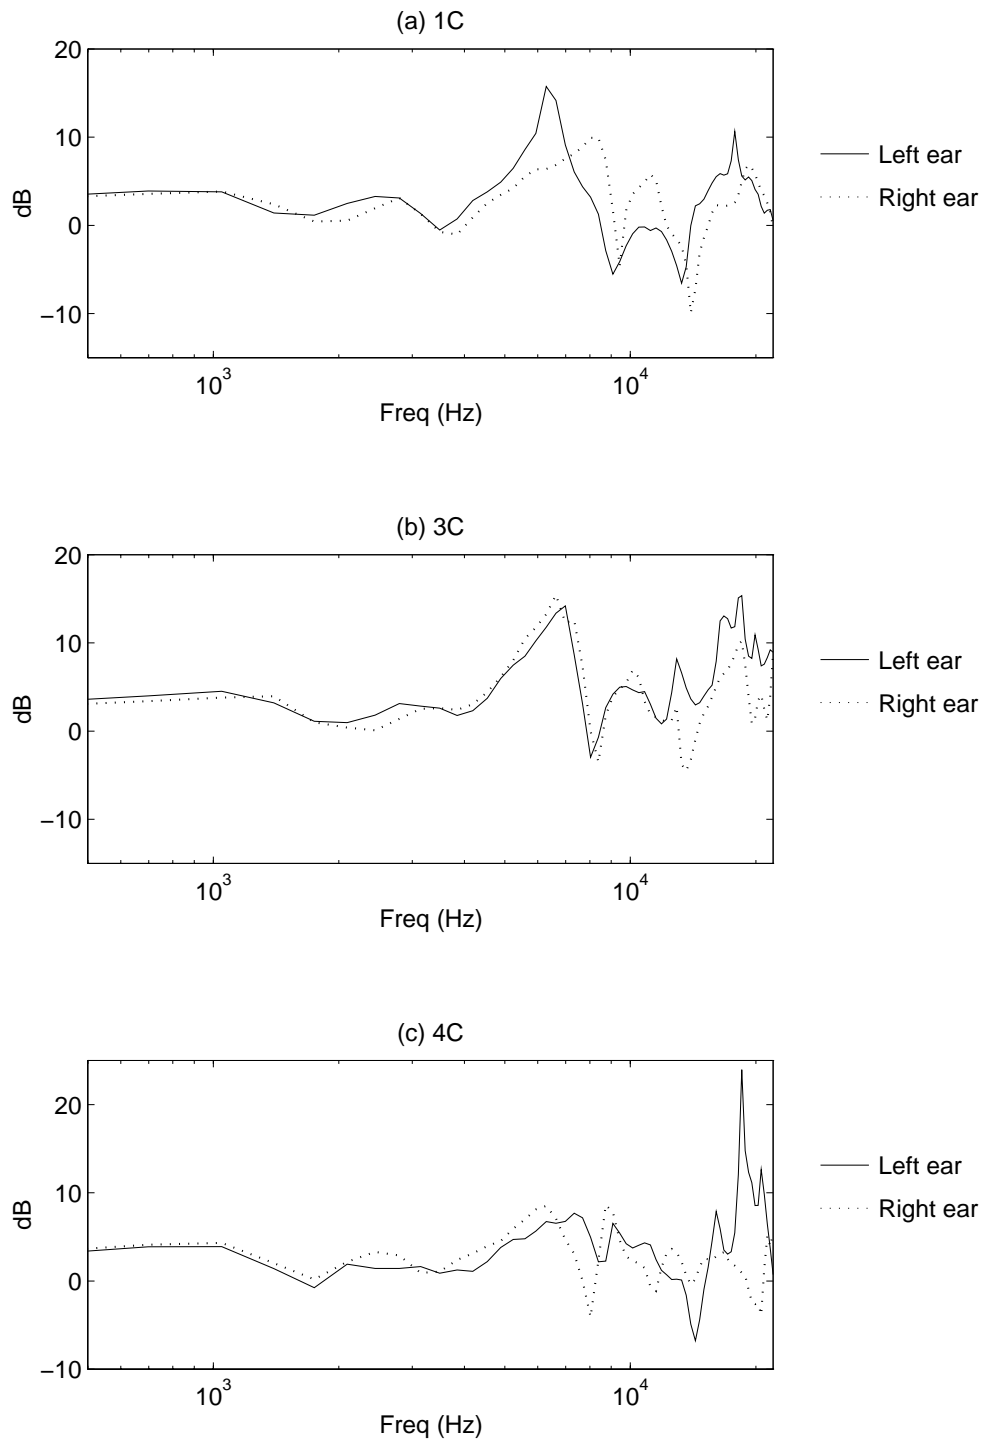 (a) 1C
20
10
0
−10
dB
10^3
10^4
Freq (Hz)
Left ear
Right ear
(b) 3C
20
10
0
−10
dB
10^3
10^4
Freq (Hz)
Left ear
Right ear
(c) 4C
20
10
0
−10
dB
10^3
10^4
Freq (Hz)
Left ear
Right ear